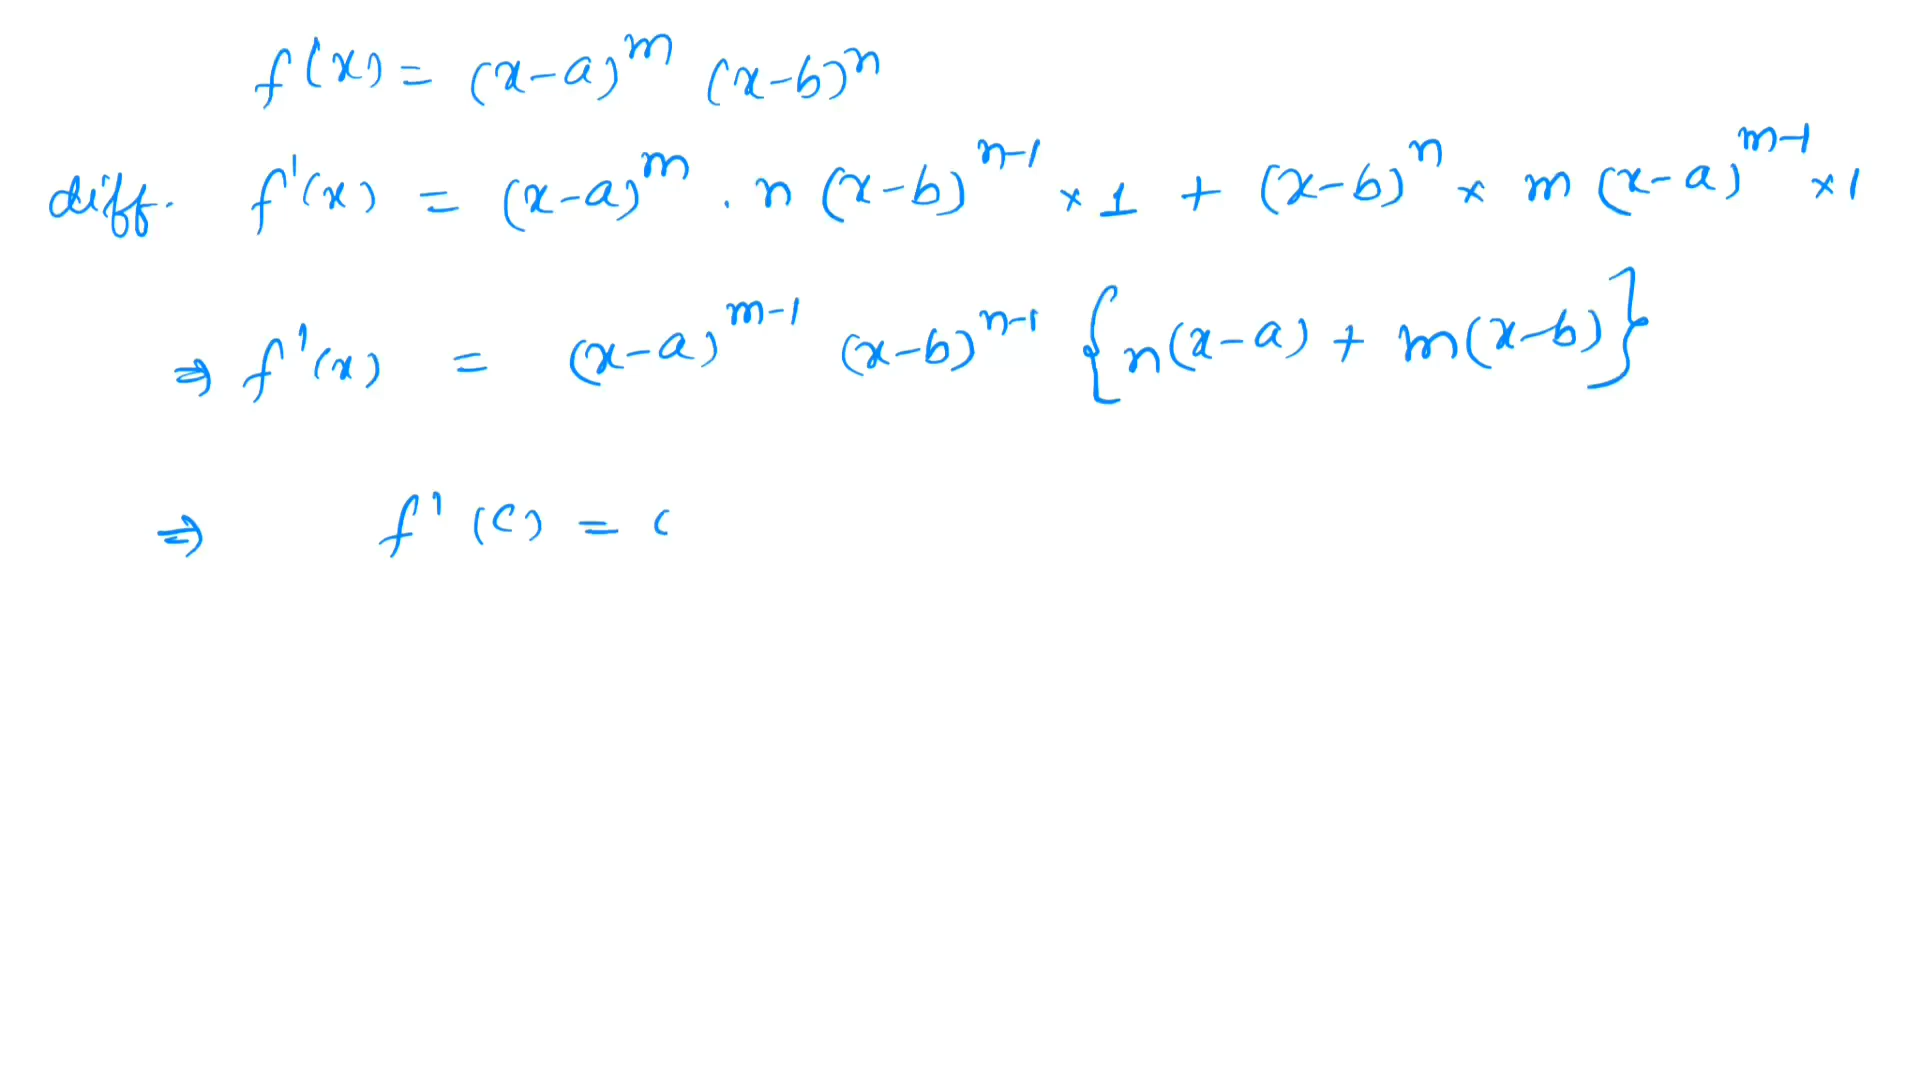 f(x) = (x-a)^m (x-b)^n
diff. f'(x) = (x-a)^m . n (x-b)^{n-1} × 1 + (x-b)^n × m (x-a)^{m-1} × 1
⇒ f'(x) = (x-a)^{m-1} (x-b)^{n-1} {n(x-a) + m(x-b)}
⇒ f'(c) = (